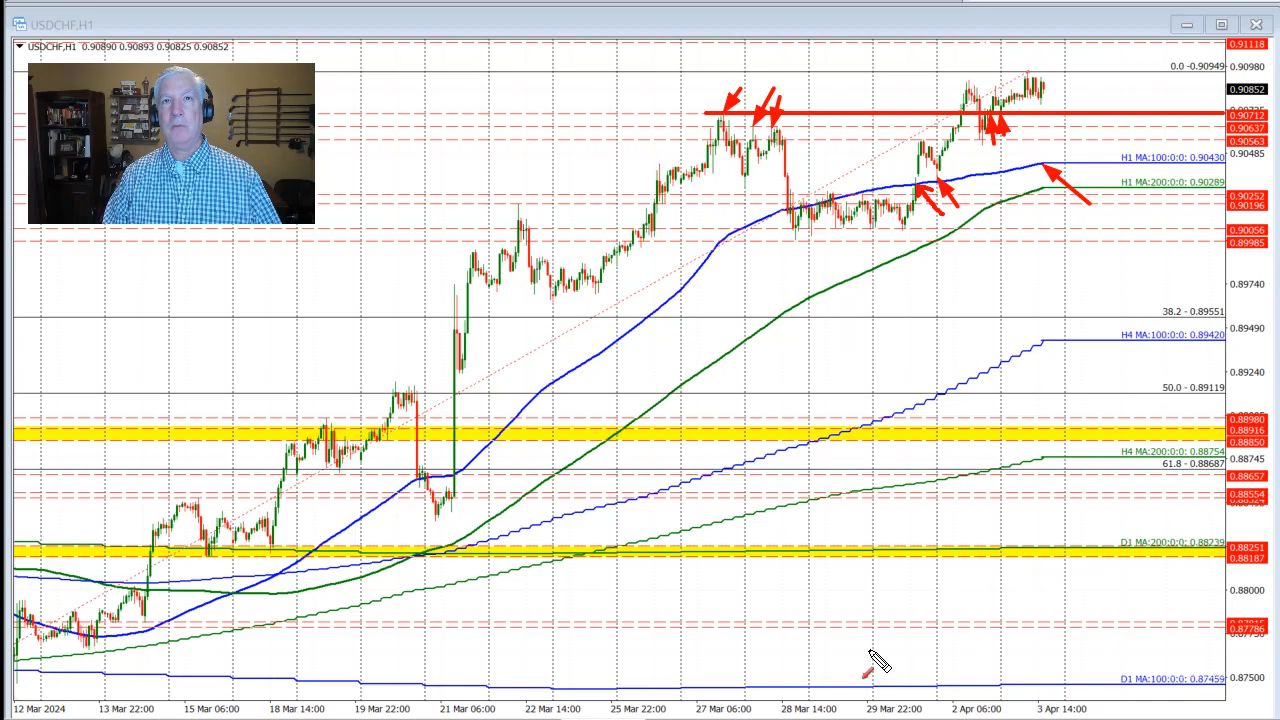 USDCHF,H1
USDCHF,H1 0.90890 0.90893 0.90825 0.90852
0.91118
0.0 -0.90949
0.90980
0.90852
0.90712
0.90637
0.90563
0.90485
H1 MA:100:0:0: 0.90430
H1 MA:200:0:0: 0.90289
0.90252
0.90196
0.90056
0.89985
0.89740
38.2 - 0.89551
0.89490
H4 MA:100:0:0: 0.89420
0.89240
50.0 - 0.89119
0.88980
0.88916
0.88850
H4 MA:200:0:0: 0.88754
0.88745
61.8 - 0.88687
0.88657
0.88554
D1 MA:200:0:0: 0.88239
0.88251
0.88187
0.88000
0.87786
D1 MA:100:0:0: 0.87459
0.87500
12 Mar 2024 13 Mar 22:00 15 Mar 06:00 18 Mar 14:00 19 Mar 22:00 21 Mar 06:00 22 Mar 14:00 25 Mar 22:00 27 Mar 06:00 28 Mar 14:00 29 Mar 22:00 2 Apr 06:00 3 Apr 14:00